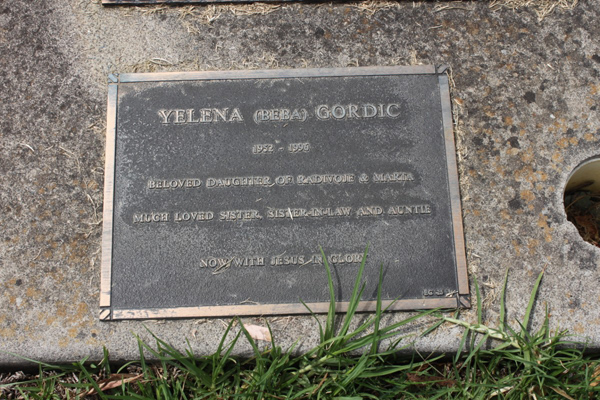 YELENA (BEBA) GORDIC
1952 - 1996
BELOVED DAUGHTER OF RADIVOJE & MARIA
MUCH LOVED SISTER, SISTER-IN-LAW AND AUNTIE
NOW WITH JESUS IN GLORY